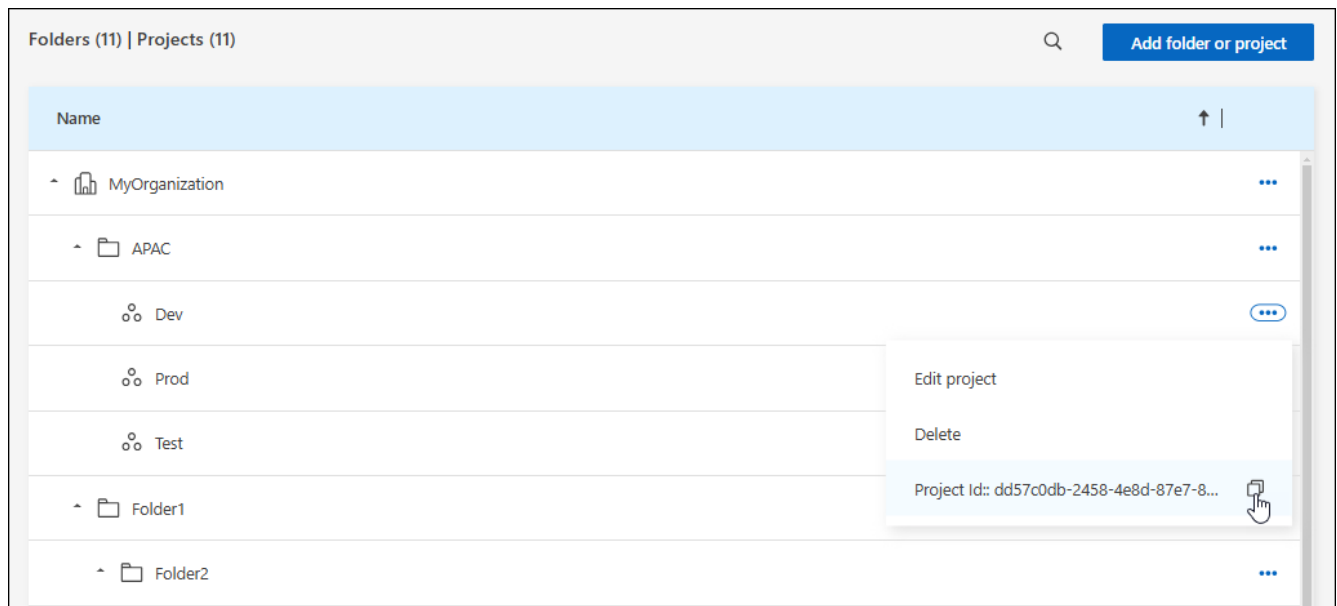 Folders (11) | Projects (11)
Add folder or project
Name
MyOrganization
APAC
Dev
Prod
Edit project
Test
Delete
Project Id:: dd57c0db-2458-4e8d-87e7-8...
Folder1
Folder2